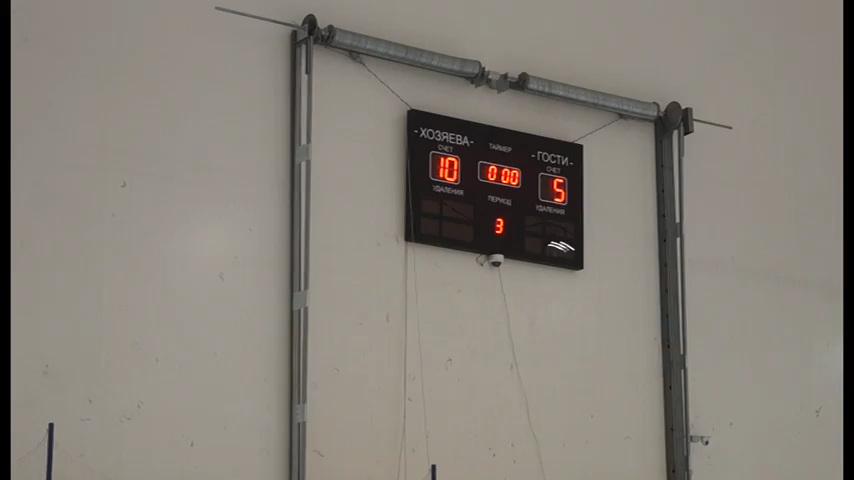 -ХОЗЯЕВА- ТАЙМЕР -ГОСТИ-
СЧЕТ СЧЕТ
10 0:00 5
УДАЛЕНИЯ ПЕРИОД УДАЛЕНИЯ
3